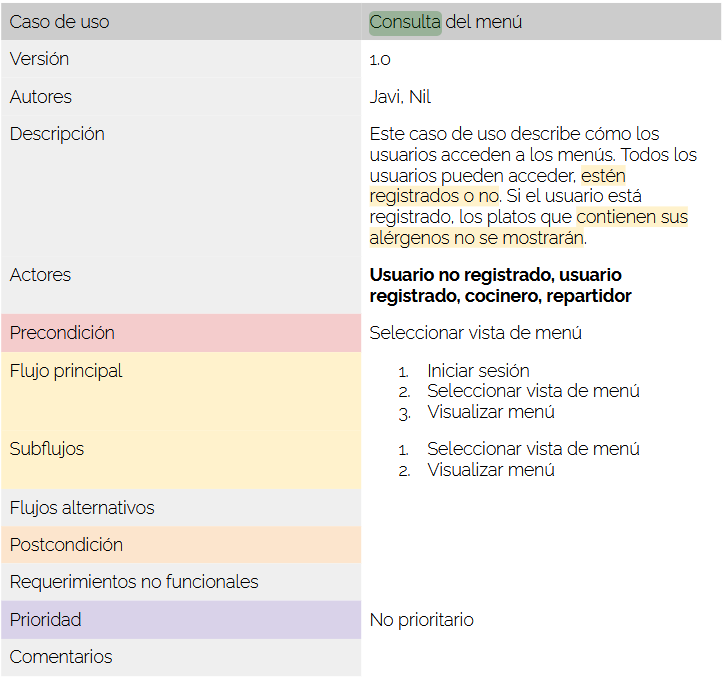 Caso de uso Consulta del menú
Versión 1.0
Autores Javi, Nil
Descripción Este caso de uso describe cómo los
usuarios acceden a los menús. Todos los
usuarios pueden acceder, estén
registrados o no. Si el usuario está
registrado, los platos que contienen sus
alérgenos no se mostrarán.
Actores Usuario no registrado, usuario
registrado, cocinero, repartidor
Precondición Seleccionar vista de menú
Flujo principal 1. Iniciar sesión
2. Seleccionar vista de menú
3. Visualizar menú
Subflujos 1. Seleccionar vista de menú
2. Visualizar menú
Flujos alternativos
Postcondición
Requerimientos no funcionales
Prioridad No prioritario
Comentarios